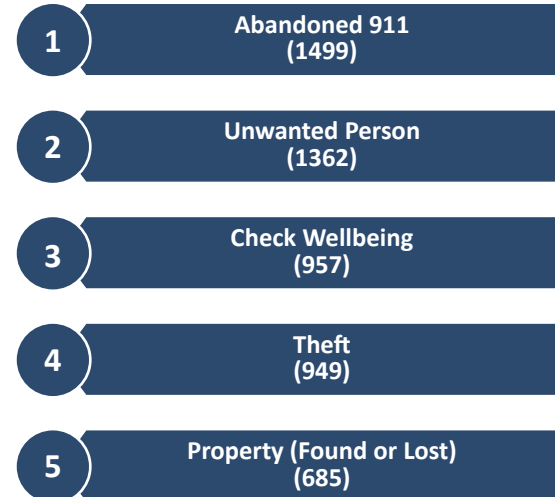 1
Abandoned 911
(1499)
2
Unwanted Person
(1362)
3
Check Wellbeing
(957)
4
Theft
(949)
5
Property (Found or Lost)
(685)